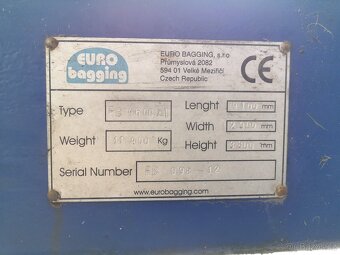 EURO
bagging
EURO BAGGING, s.r.o
Průmyslová 2082
594 01 Velké Meziříčí
Czech Republic
CE
Type
Lenght mm
Width mm
Weight Kg
Height mm
Serial Number
www.eurobagging.com